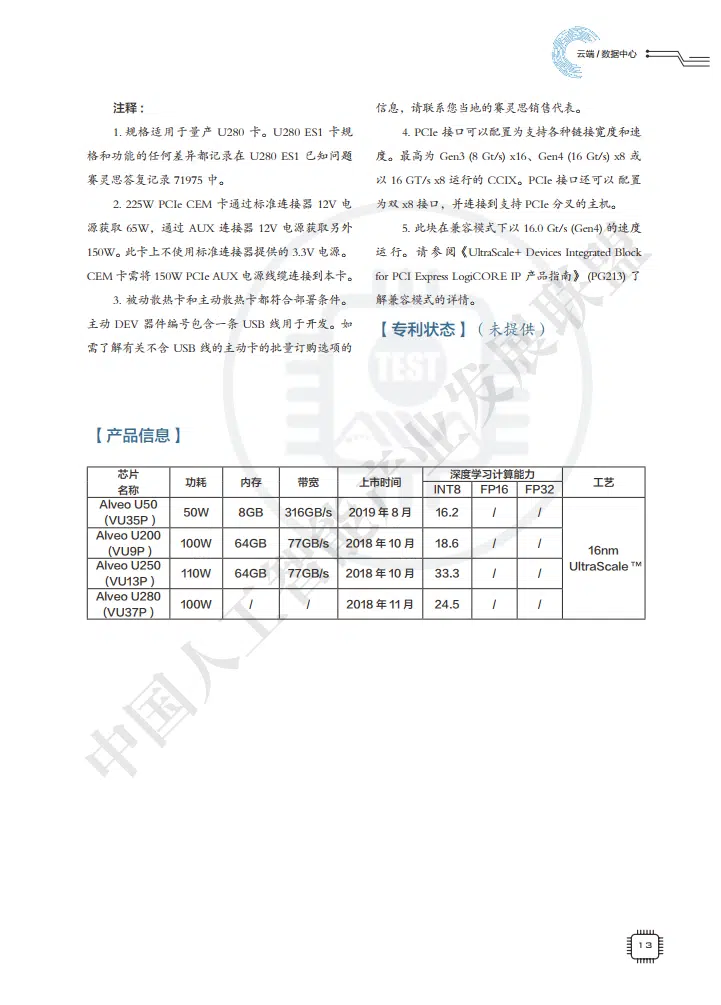 云端 / 数据中心
注释：
1. 规格适用于量产 U280 卡。U280 ES1 卡规
格和功能的任何差异都记录在 U280 ES1 已知问题
赛灵思答复记录 71975 中。
2. 225W PCIe CEM 卡通过标准连接器 12V 电
源获取 65W，通过 AUX 连接器 12V 电源获取另外
150W。此卡上不使用标准连接器提供的 3.3V 电源。
CEM 卡需将 150W PCIe AUX 电源线缆连接到本卡。
3. 被动散热卡和主动散热卡都符合部署条件。
主动 DEV 器件编号包含一条 USB 线用于开发。如
需了解有关不含 USB 线的主动卡的批量订购选项的
信息，请联系您当地的赛灵思销售代表。
4. PCIe 接口可以配置为支持各种链接宽度和速
度。最高为 Gen3 (8 Gt/s) x16、Gen4 (16 Gt/s) x8 或
以 16 GT/s x8 运行的 CCIX。PCIe 接口还可以 配置
为双 x8 接口，并连接到支持 PCIe 分叉的主机。
5. 此块在兼容模式下以 16.0 Gt/s (Gen4) 的速度
运 行。 请 参 阅《UltraScale+ Devices Integrated Block
for PCI Express LogiCORE IP 产品指南》 (PG213) 了
解兼容模式的详情。
【专利状态】（未提供）
【产品信息】
芯片 名称 功耗 内存 带宽 上市时间 深度学习计算能力 工艺
INT8 FP16 FP32
Alveo U50 （VU35P） 50W 8GB 316GB/s 2019 年 8 月 16.2 / /
Alveo U200 （VU9P） 100W 64GB 77GB/s 2018 年 10 月 18.6 / /
Alveo U250 （VU13P） 110W 64GB 77GB/s 2018 年 10 月 33.3 / /
Alveo U280 （VU37P） 100W / / 2018 年 11 月 24.5 / /
16nm
UltraScale ™
TEST
中国人工智能产业发展联盟
13